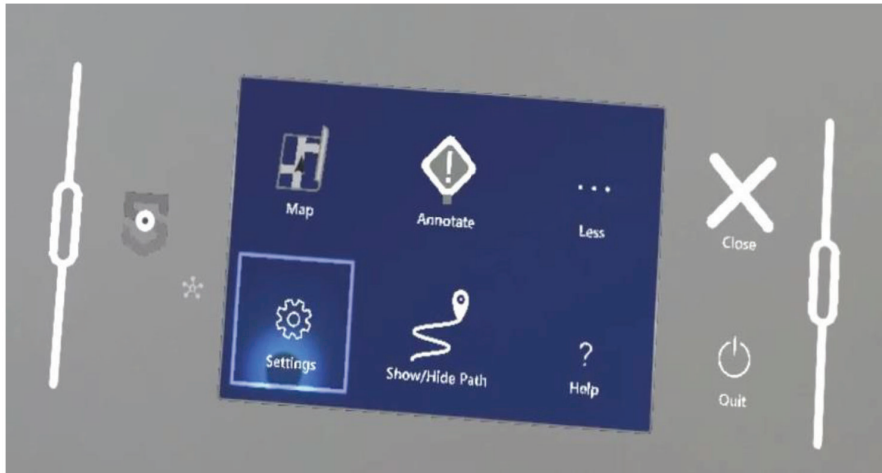 Map
Annotate
...
Less
Close
Settings
Show/Hide Path
?
Help
Quit